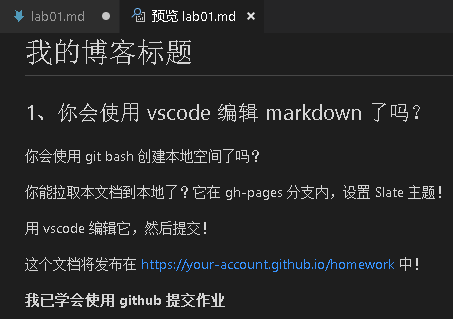 lab01.md
预览 lab01.md
我的博客标题
1、你会使用 vscode 编辑 markdown 了吗？
你会使用 git bash 创建本地空间了吗？
你能拉取本文档到本地了？它在 gh-pages 分支内，设置 Slate 主题！
用 vscode 编辑它，然后提交！
这个文档将发布在 https://your-account.github.io/homework 中！
我已学会使用 github 提交作业